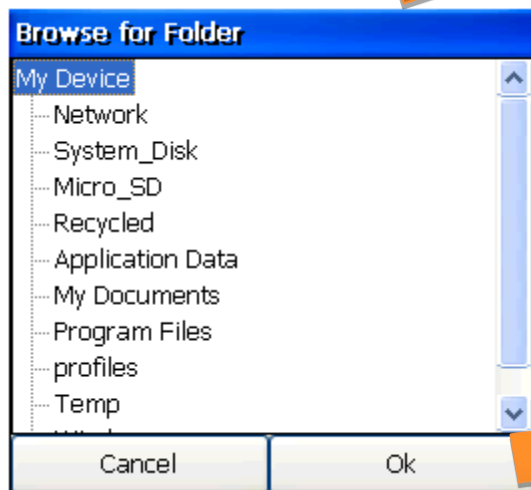 Browse for Folder
My Device
Network
System_Disk
Micro_SD
Recycled
Application Data
My Documents
Program Files
profiles
Temp
Cancel
Ok